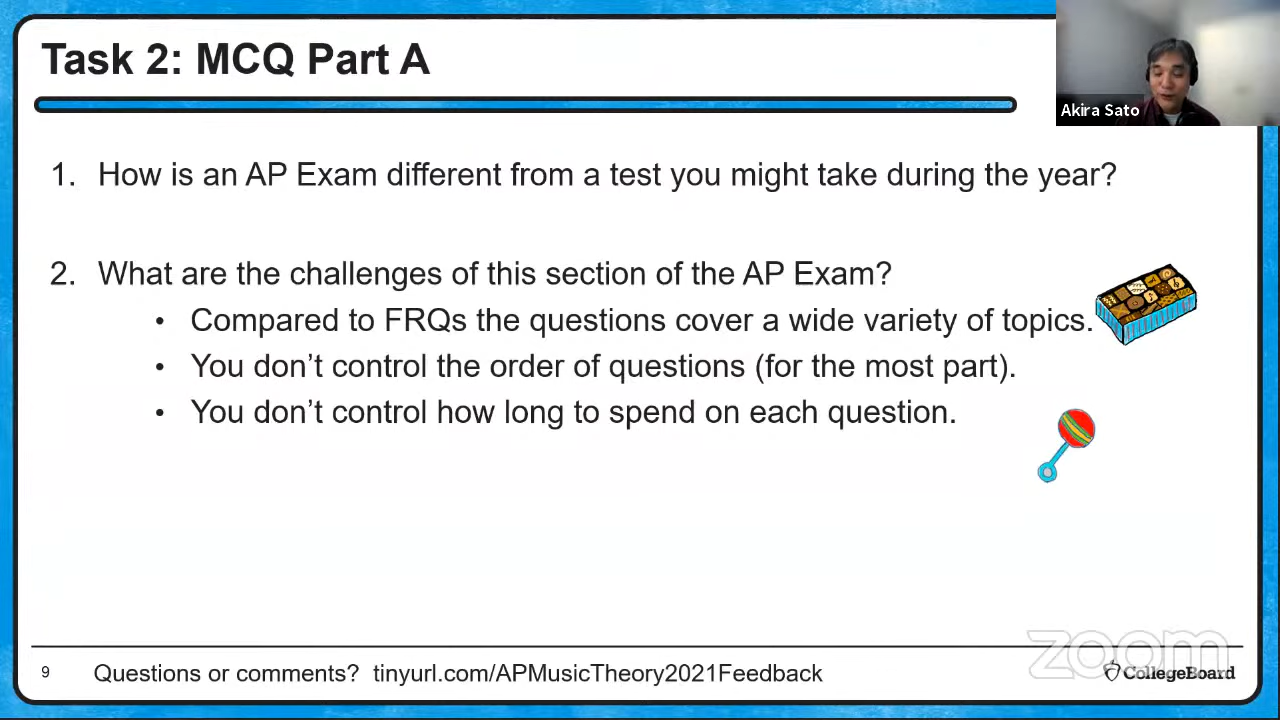 Task 2: MCQ Part A
Akira Sato
1. How is an AP Exam different from a test you might take during the year?
2. What are the challenges of this section of the AP Exam?
• Compared to FRQs the questions cover a wide variety of topics.
• You don’t control the order of questions (for the most part).
• You don’t control how long to spend on each question.
zoom
9 Questions or comments? tinyurl.com/APMusicTheory2021Feedback CollegeBoard